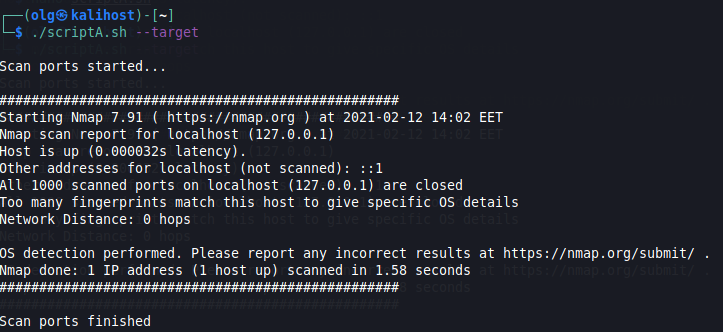 ┌──(olg㉿kalihost)-[~]
└─$ ./scriptA.sh --target
Scan ports started...
##################################################
Starting Nmap 7.91 ( https://nmap.org ) at 2021-02-12 14:02 EET
Nmap scan report for localhost (127.0.0.1)
Host is up (0.000032s latency).
Other addresses for localhost (not scanned): ::1
All 1000 scanned ports on localhost (127.0.0.1) are closed
Too many fingerprints match this host to give specific OS details
Network Distance: 0 hops
OS detection performed. Please report any incorrect results at https://nmap.org/submit/ .
Nmap done: 1 IP address (1 host up) scanned in 1.58 seconds
##################################################
Scan ports finished